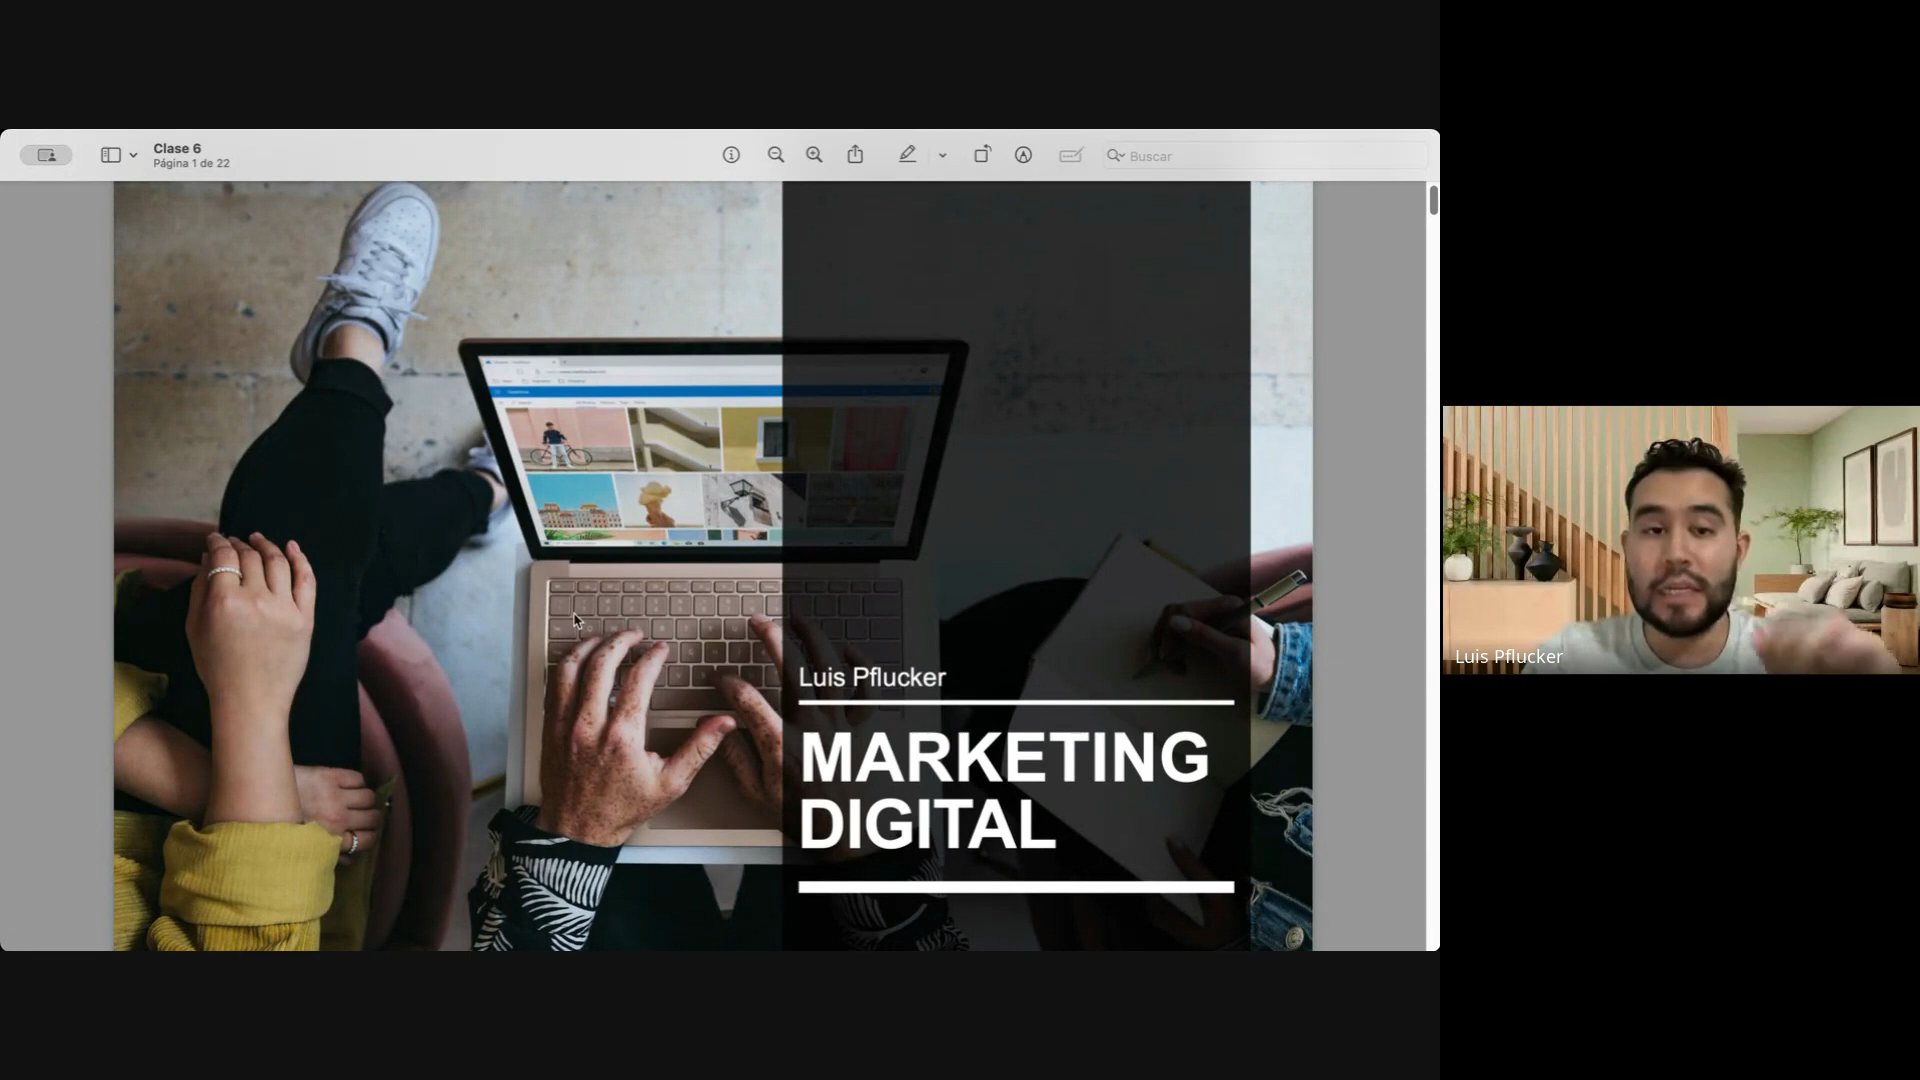 Clase 6
Página 1 de 22
Buscar
Luis Pflucker
MARKETING
DIGITAL
Luis Pflucker